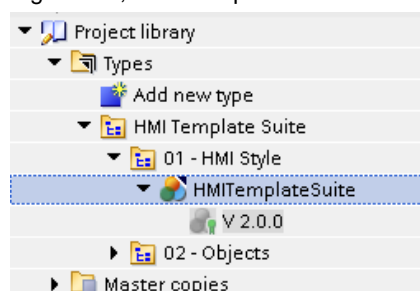 Project library
Types
Add new type
HMI Template Suite
01 - HMI Style
HMITemplateSuite
V 2.0.0
02 - Objects
Master copies